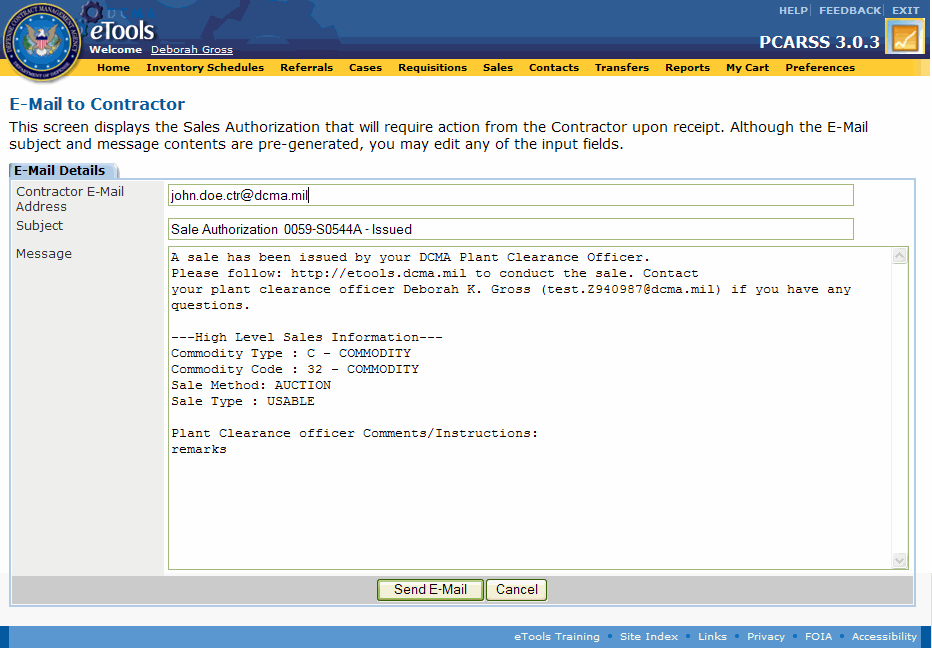 HELP FEEDBACK EXIT
eTools
Welcome Deborah Gross
PCARSS 3.0.3
Home Inventory Schedules Referrals Cases Requisitions Sales Contacts Transfers Reports My Cart Preferences
E-Mail to Contractor
This screen displays the Sales Authorization that will require action from the Contractor upon receipt. Although the E-Mail
subject and message contents are pre-generated, you may edit any of the input fields.
E-Mail Details
Contractor E-Mail
Address
john.doe.ctr@dcma.mil
Subject
Sale Authorization 0059-S0544A - Issued
Message
A sale has been issued by your DCMA Plant Clearance Officer.
Please follow: http://etools.dcma.mil to conduct the sale. Contact
your plant clearance officer Deborah K. Gross (test.Z940987@dcma.mil) if you have any
questions.
---High Level Sales Information---
Commodity Type : C - COMMODITY
Commodity Code : 32 - COMMODITY
Sale Method: AUCTION
Sale Type : USABLE
Plant Clearance officer Comments/Instructions:
remarks
Send E-Mail Cancel
eTools Training • Site Index • Links • Privacy • FOIA • Accessibility